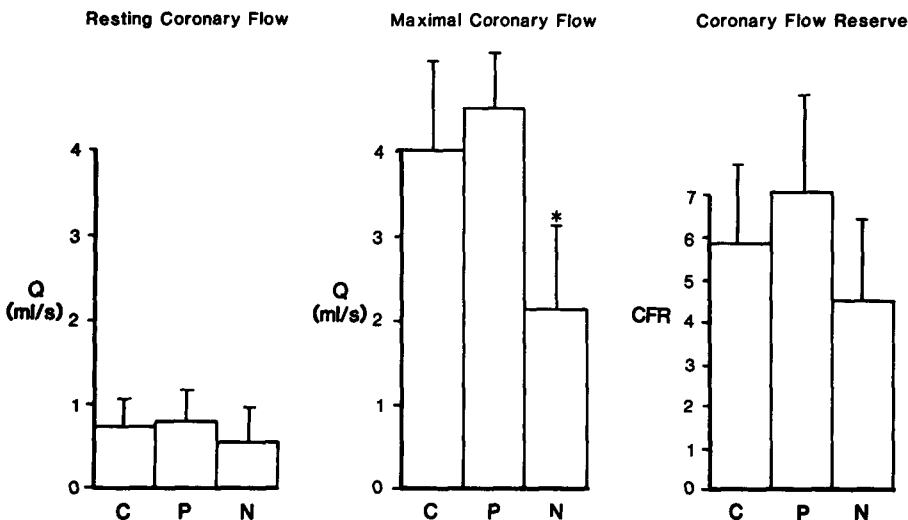 Resting Coronary Flow
4
3
Q
(ml/s)
2
1
0
C P N
Maximal Coronary Flow
4
3
*
Q
(ml/s)
2
1
0
C P N
Coronary Flow Reserve
7
6
5
CFR
4
3
2
1
0
C P N